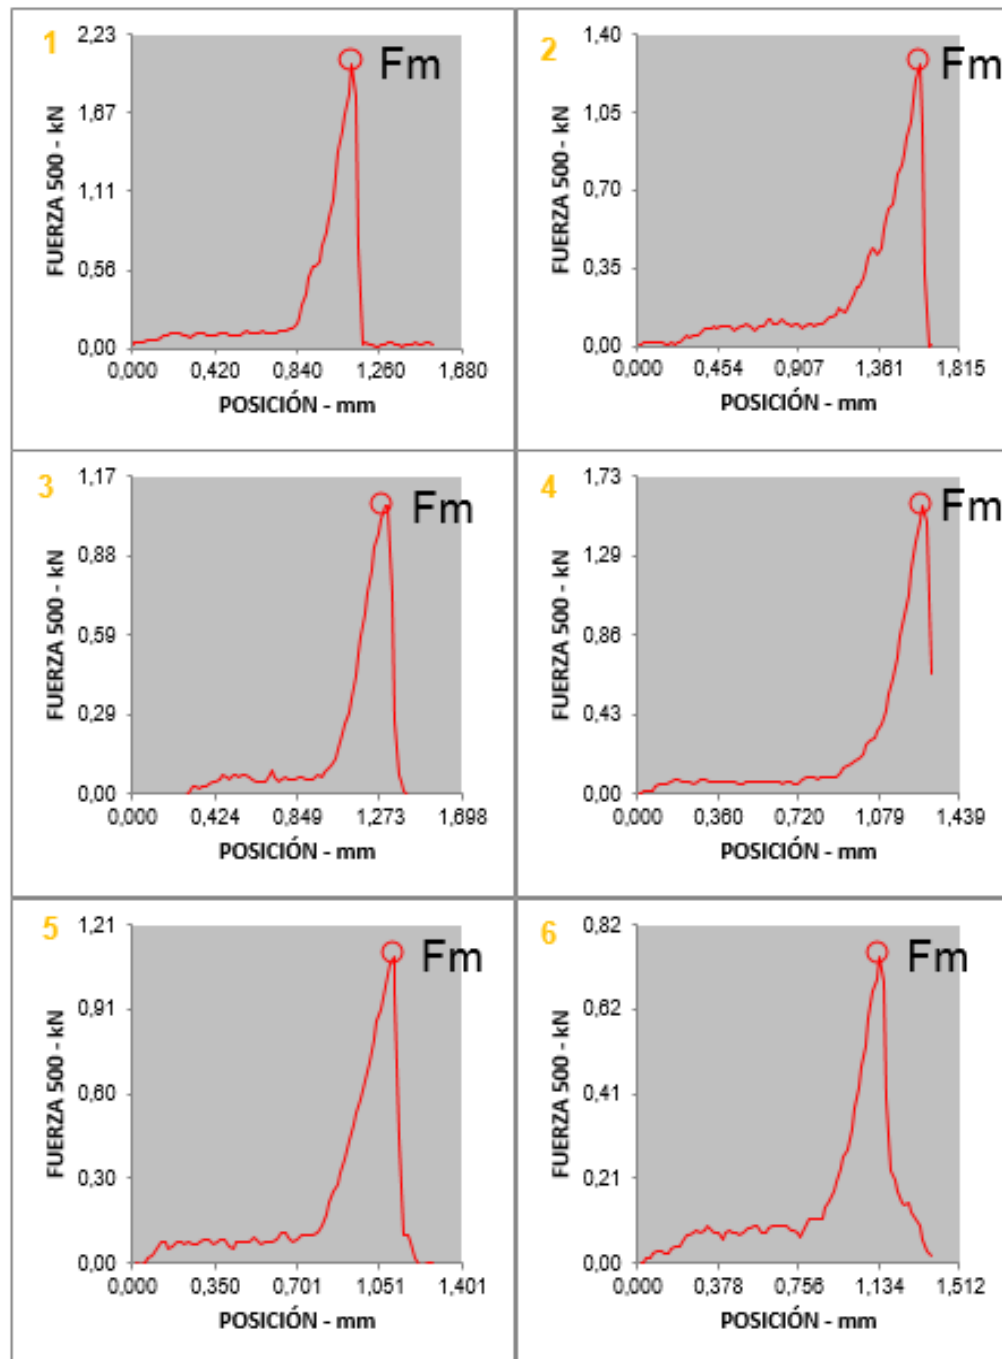 1
Fm
FUERZA 500 - kN
2,23
1,67
1,11
0,56
0,00
0,000 0,420 0,840 1,260 1,680
POSICIÓN - mm
2
Fm
FUERZA 500 - kN
1,40
1,05
0,70
0,35
0,00
0,000 0,454 0,907 1,361 1,815
POSICIÓN - mm
3
Fm
FUERZA 500 - kN
1,17
0,88
0,59
0,29
0,00
0,000 0,424 0,849 1,273 1,698
POSICIÓN - mm
4
Fm
FUERZA 500 - kN
1,73
1,29
0,86
0,43
0,00
0,000 0,360 0,720 1,079 1,439
POSICIÓN - mm
5
Fm
FUERZA 500 - kN
1,21
0,91
0,60
0,30
0,00
0,000 0,350 0,701 1,051 1,401
POSICIÓN - mm
6
Fm
FUERZA 500 - kN
0,82
0,62
0,41
0,21
0,00
0,000 0,378 0,756 1,134 1,512
POSICIÓN - mm